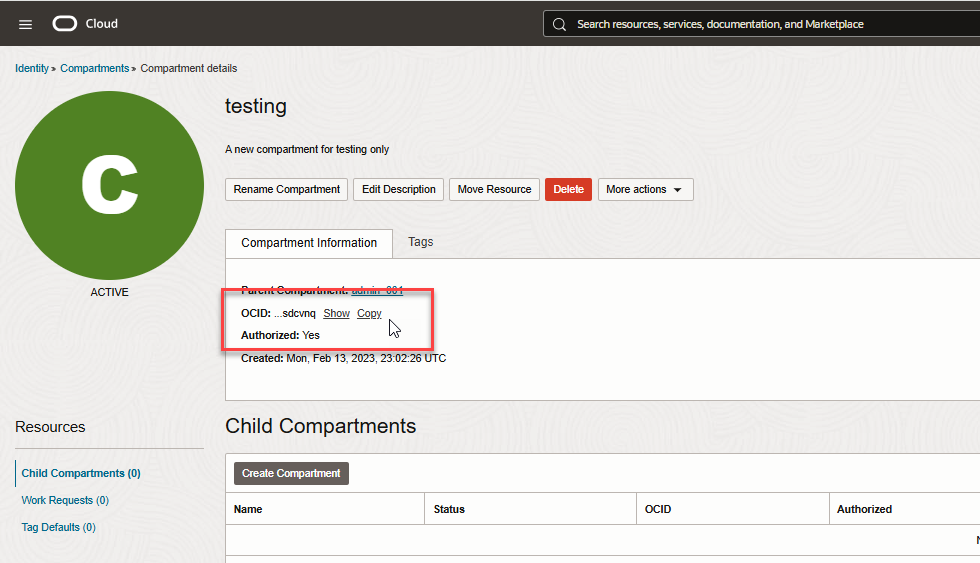 Cloud
Search resources, services, documentation, and Marketplace
Identity » Compartments » Compartment details
C
ACTIVE
testing
A new compartment for testing only
Rename Compartment Edit Description Move Resource Delete More actions
Compartment Information Tags
Parent Compartment: admin_001
OCID: ...sdcvnq Show Copy
Authorized: Yes
Created: Mon, Feb 13, 2023, 23:02:26 UTC
Resources
Child Compartments (0)
Work Requests (0)
Tag Defaults (0)
Child Compartments
Create Compartment
Name Status OCID Authorized